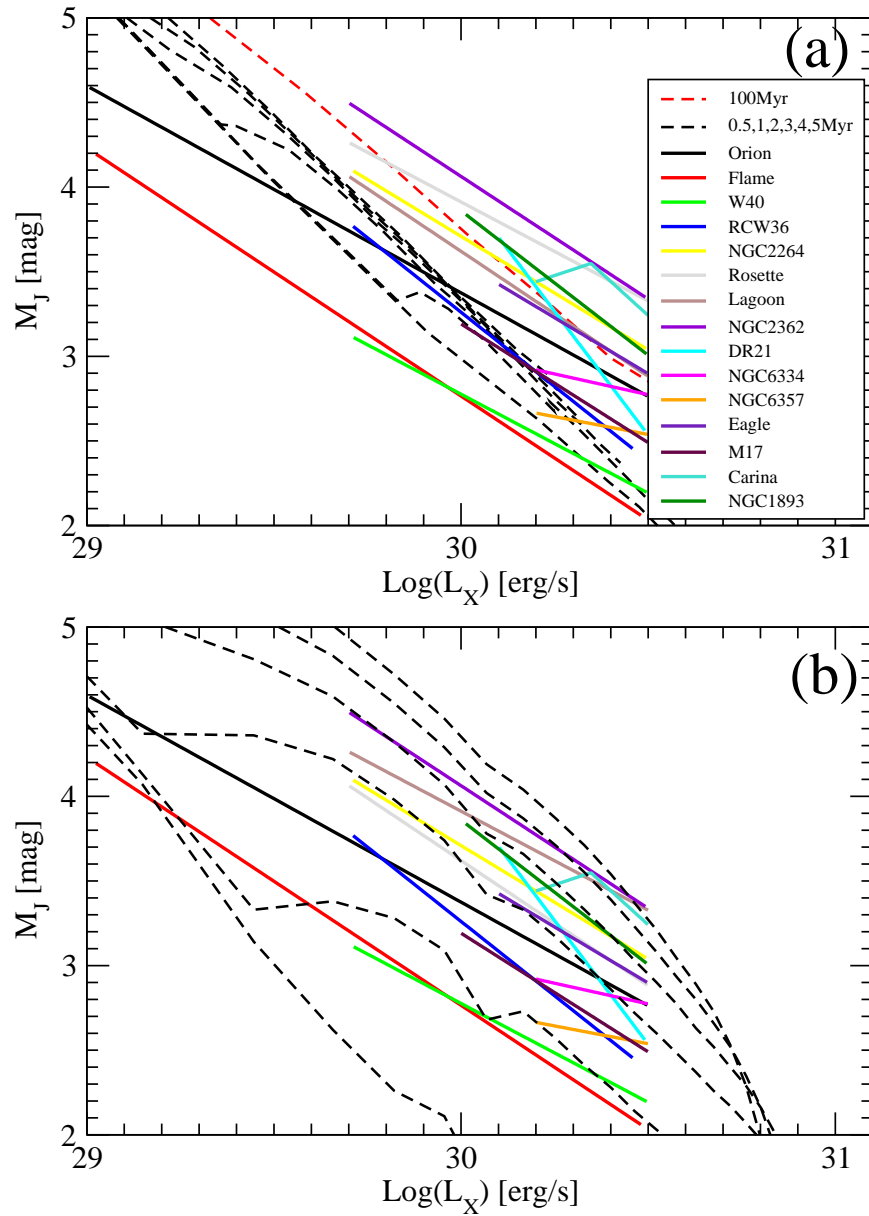 (a)
5
4
3
2
M_J [mag]
29
30
31
Log(L_X) [erg/s]
100Myr
0.5,1,2,3,4,5Myr
Orion
Flame
W40
RCW36
NGC2264
Rosette
Lagoon
NGC2362
DR21
NGC6334
NGC6357
Eagle
M17
Carina
NGC1893
(b)
5
4
3
2
M_J [mag]
29
30
31
Log(L_X) [erg/s]